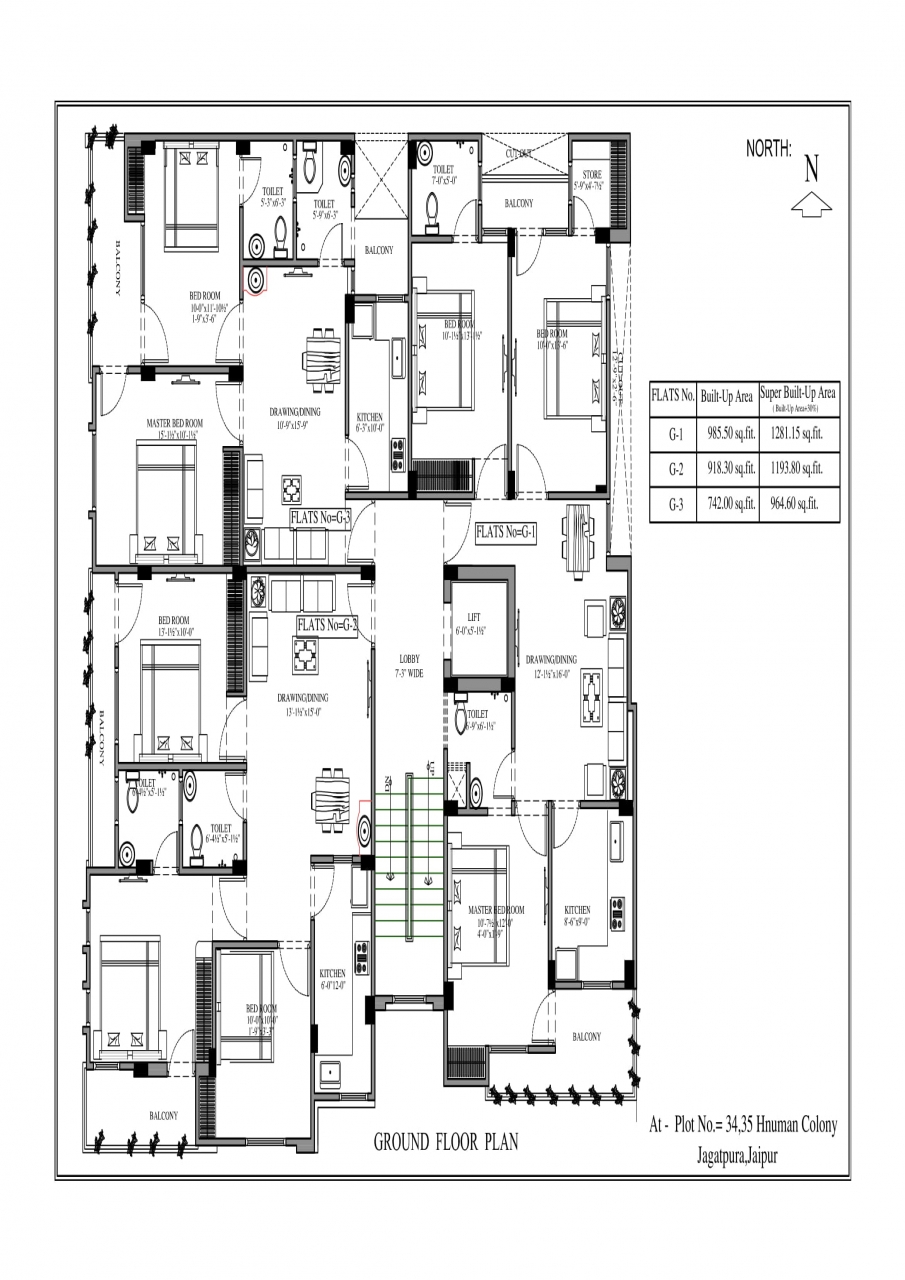 NORTH:
N
CUT OUT
TOILET
7'-0"x5'-0"
STORE
5'-9"x4'-7½"
TOILET
5'-3"x6'-3"
TOILET
5'-9"x6'-3"
BALCONY
BALCONY
BALCONY
BED ROOM
10-0"x11'-10½"
1-9"x3'-6"
BED ROOM
10'-1½"x13'-1½"
BED ROOM
10'-0"x13'-6"
DRAWING/DINING
10'-9"x15'-9"
KITCHEN
6'-3"x10'-0"
MASTER BED ROOM
15'-1½"x10'-1½"
FLATS No. Built-Up Area Super Built-Up Area
( Built-Up Area+30%)
G-1 985.50 sq.fit. 1281.15 sq.fit.
G-2 918.30 sq.fit. 1193.80 sq.fit.
G-3 742.00 sq.fit. 964.60 sq.fit.
FLATS No=G-3
FLATS No=G-1
BED ROOM
13'-1½"x10'-0"
FLATS No=G-2
LIFT
6'-0"x5'-1½"
LOBBY
7'-3" WIDE
DRAWING/DINING
12'-1½"x16'-0"
DRAWING/DINING
13'-1½"x15'-0"
BALCONY
TOILET
6'-9"x6'-1½"
UP
TOILET
6'-4½"x5'-1½"
TOILET
6'-4½"x5'-1½"
MASTER BED ROOM
10'-7½"x12'-0"
KITCHEN
8'-6"x9'-0"
KITCHEN
6'-0"12-0"
BED ROOM
10'-0"x10'-0"
1'-9"x3'-3"
BALCONY
BALCONY
GROUND FLOOR PLAN
At - Plot No.= 34,35 Hnuman Colony
Jagatpura,Jaipur